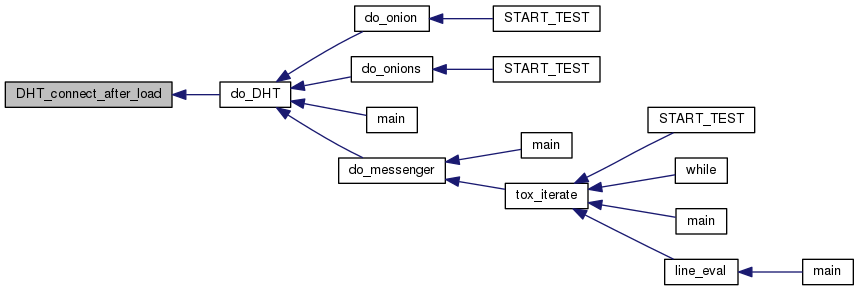 do_onion
START_TEST
do_onions
START_TEST
DHT_connect_after_load
do_DHT
main
START_TEST
main
do_messenger
while
tox_iterate
main
line_eval
main